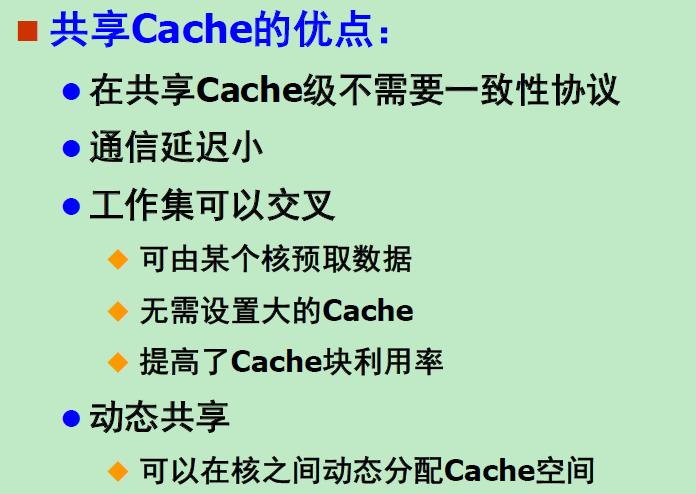 共享Cache的优点：
在共享Cache级不需要一致性协议
通信延迟小
工作集可以交叉
可由某个核预取数据
无需设置大的Cache
提高了Cache块利用率
动态共享
可以在核之间动态分配Cache空间